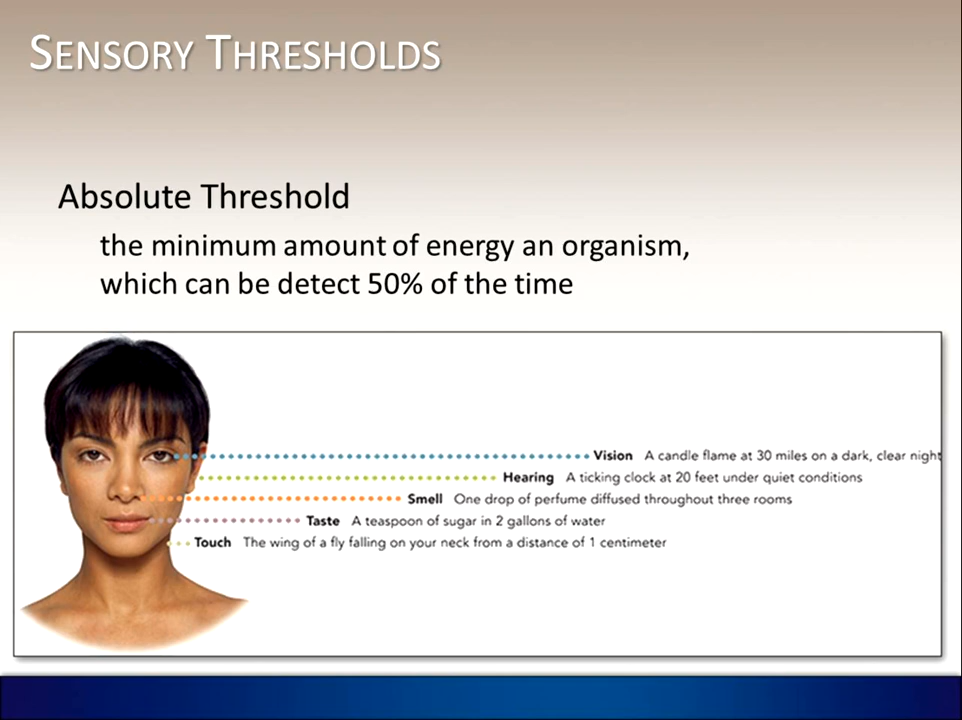 SENSORY THRESHOLDS
Absolute Threshold
the minimum amount of energy an organism,
which can be detect 50% of the time
Vision A candle flame at 30 miles on a dark, clear night
Hearing A ticking clock at 20 feet under quiet conditions
Smell One drop of perfume diffused throughout three rooms
Taste A teaspoon of sugar in 2 gallons of water
Touch The wing of a fly falling on your neck from a distance of 1 centimeter